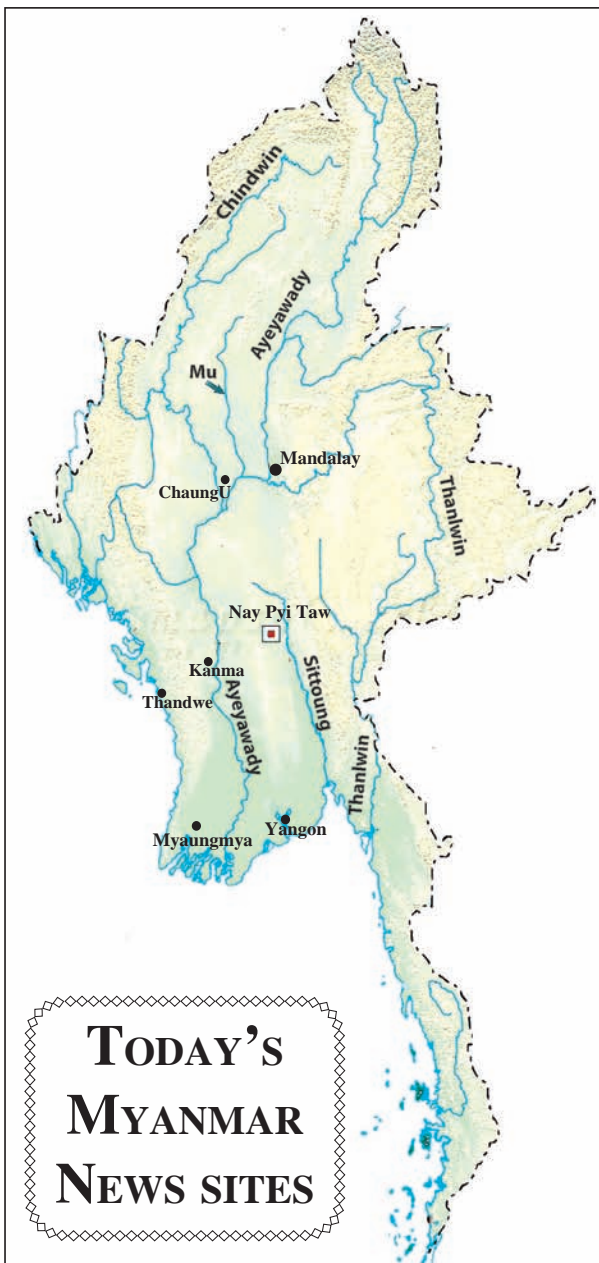 Chindwin
Ayeyawady
Mu
Mandalay
ChaungU
Thanlwin
Nay Pyi Taw
Kanma
Sittoung
Thandwe
Ayeyawady
Thanlwin
Myaungmya
Yangon
TODAY'S
MYANMAR
NEWS SITES